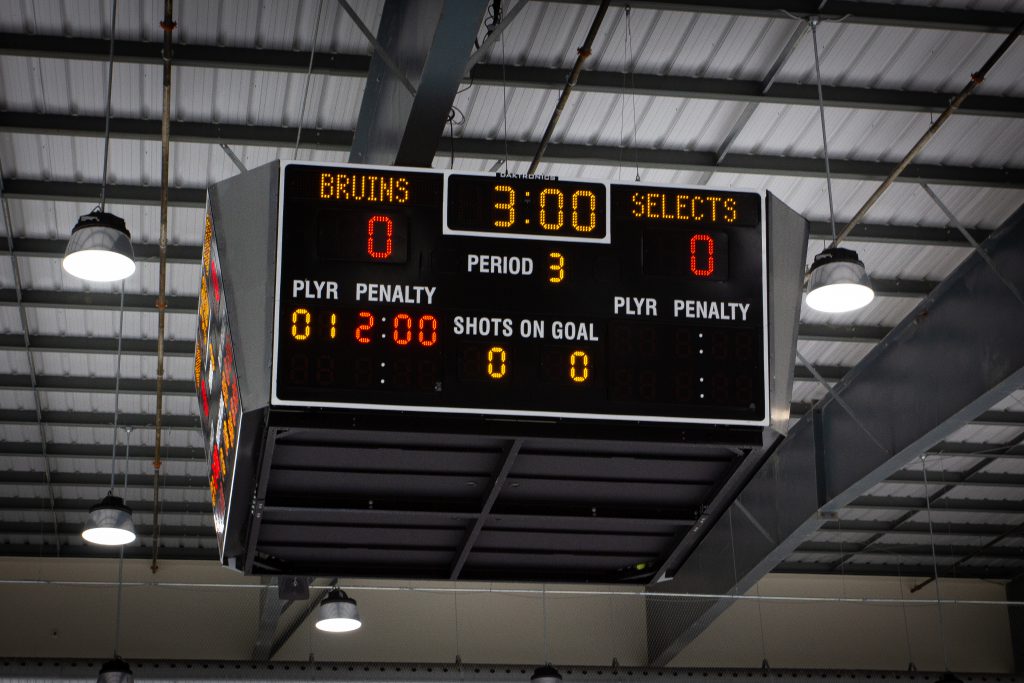 DAKTRONICS
BRUINS 3:00 SELECTS
0 0
PERIOD 3
PLYR PENALTY PLYR PENALTY
01 2:00 SHOTS ON GOAL :
: 0 0 :